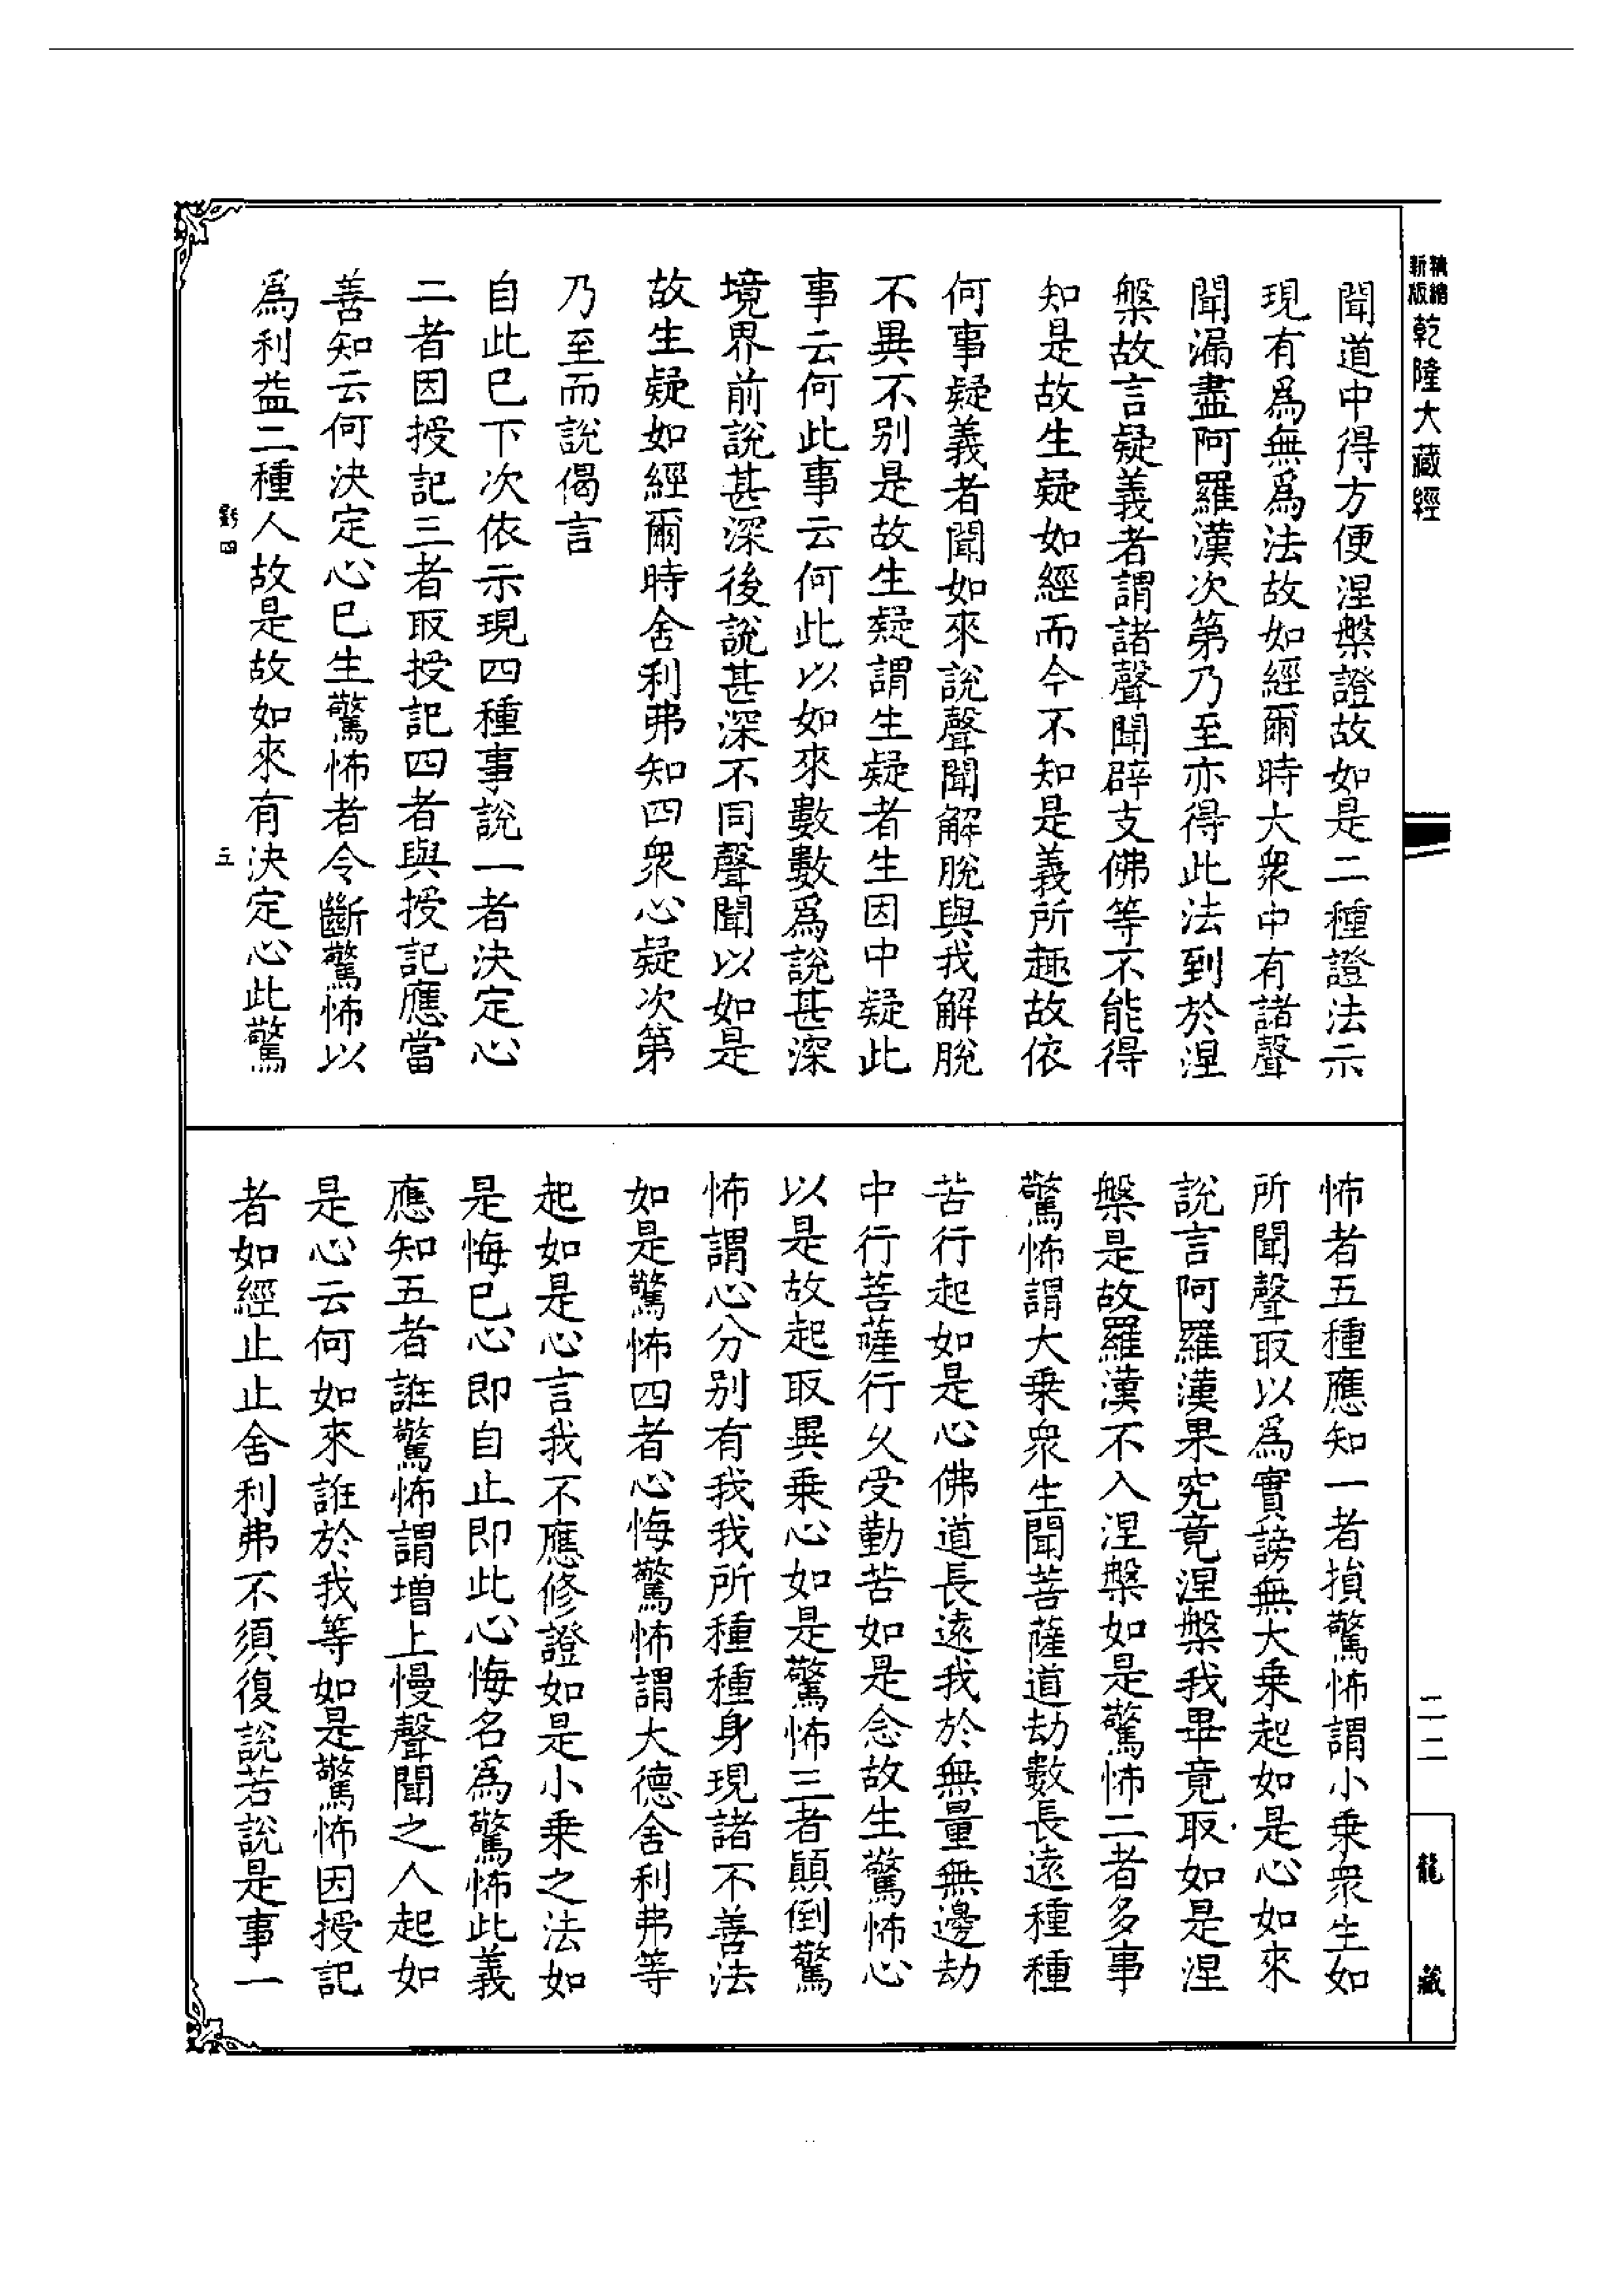 精縮新版乾隆大藏經
聞道中得方便涅槃證故如是二種證法示
現有爲無爲法故如經爾時大衆中有諸聲
聞漏盡阿羅漢次第乃至亦得此法到於涅
槃故言疑義者謂諸聲聞辟支佛等不能得
知是故生疑如經而今不知是義所趣故依
何事疑義者聞如來說聲聞解脫與我解脫
不異不别是故生疑謂生疑者生因中疑此
事云何此事云何此以如來數數爲說甚深
境界前說甚深後說甚深不同聲聞以如是
故生疑如經爾時舍利弗知四衆心疑次第
乃至而說偈言
自此已下次依示現四種事說一者決定心
二者因授記三者取授記四者與授記應當
善知云何決定心已生驚怖者令斷驚怖以
爲利益二種人故是故如來有決定心此驚
四 五
怖者五種應知一者損驚怖謂小乗衆生如
所聞聲取以爲實謗無大乗起如是心如來
說言阿羅漢果究竟涅槃我畢竟取如是涅
槃是故羅漢不入涅槃如是驚怖二者多事
驚怖謂大乗衆生聞菩薩道劫數長遠種種
苦行起如是心佛道長遠我於無量無邊劫
中行菩薩行久受勤苦如是念故生驚怖心
以是故起取異乗心如是驚怖三者顚倒驚
怖謂心分别有我我所種種身現諸不善法
如是驚怖四者心悔驚怖謂大德舍利弗等
起如是心言我不應修證如是小乗之法如
是悔已心即自止即此心悔名爲驚怖此義
應知五者誑驚怖謂增上慢聲聞之人起如
是心云何如來誑於我等如是驚怖因授記
者如經止止舍利弗不須復說若說是事一
二二
龍藏